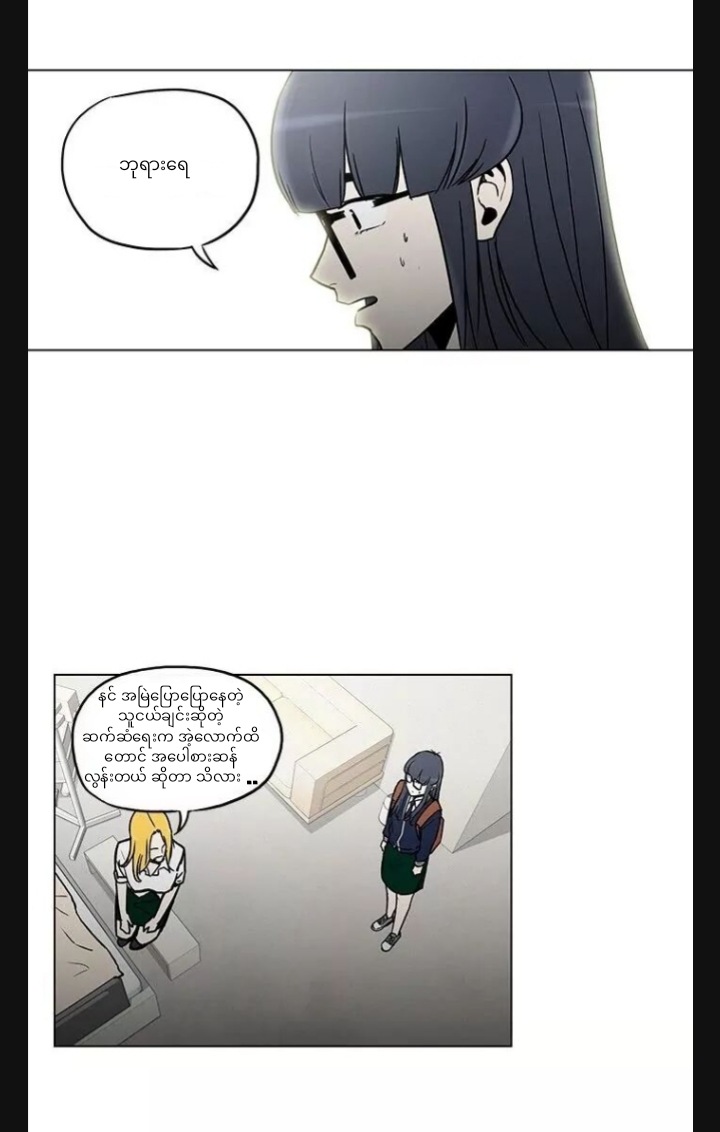 ဘုရားရေ
နင် အမြဲပြောပြောနေတဲ့
သူငယ်ချင်းဆိုတဲ့
ဆက်ဆံရေးက အဲ့လောက်ထိ
တောင် အပေါစားဆန်
လွန်းတယ် ဆိုတာ သိလား ..